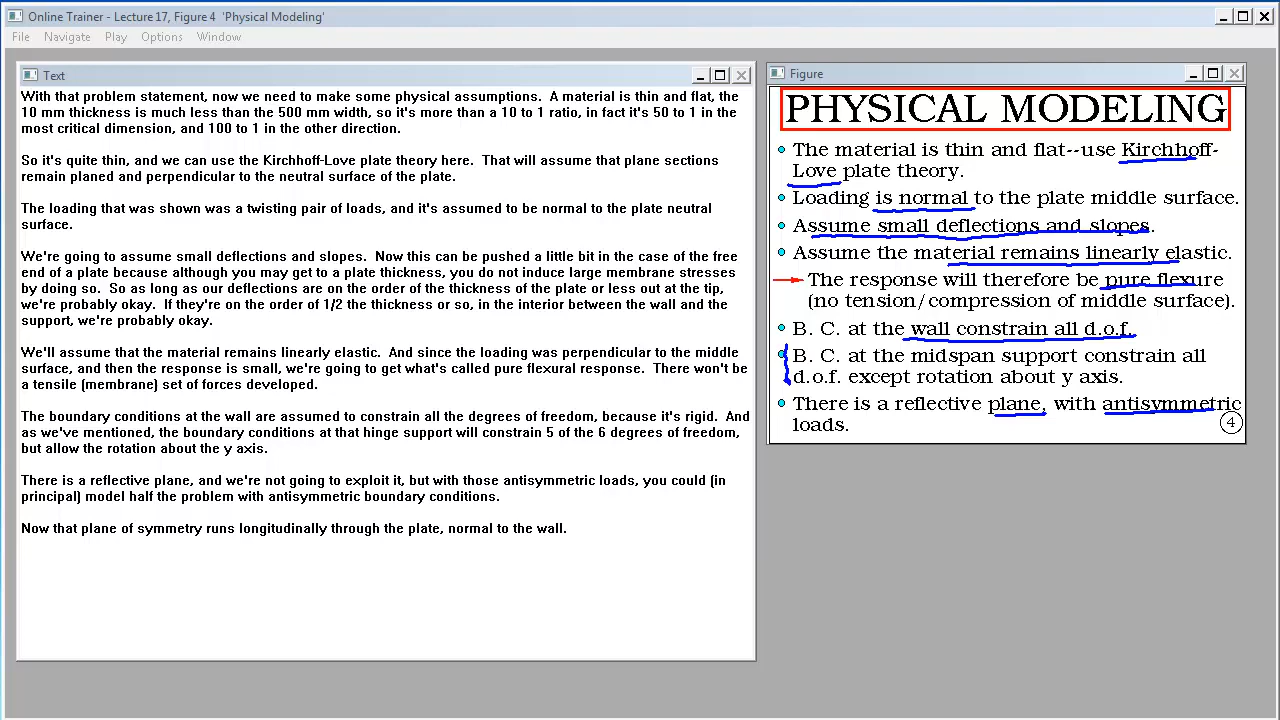 Online Trainer - Lecture 17, Figure 4 'Physical Modeling'
File Navigate Play Options Window
Text
With that problem statement, now we need to make some physical assumptions. A material is thin and flat, the
10 mm thickness is much less than the 500 mm width, so it's more than a 10 to 1 ratio, in fact it's 50 to 1 in the
most critical dimension, and 100 to 1 in the other direction.
So it's quite thin, and we can use the Kirchhoff-Love plate theory here. That will assume that plane sections
remain planed and perpendicular to the neutral surface of the plate.
The loading that was shown was a twisting pair of loads, and it's assumed to be normal to the plate neutral
surface.
We're going to assume small deflections and slopes. Now this can be pushed a little bit in the case of the free
end of a plate because although you may get to a plate thickness, you do not induce large membrane stresses
by doing so. So as long as our deflections are on the order of the thickness of the plate or less out at the tip,
we're probably okay. If they're on the order of 1/2 the thickness or so, in the interior between the wall and the
support, we're probably okay.
We'll assume that the material remains linearly elastic. And since the loading was perpendicular to the middle
surface, and then the response is small, we're going to get what's called pure flexural response. There won't be
a tensile (membrane) set of forces developed.
The boundary conditions at the wall are assumed to constrain all the degrees of freedom, because it's rigid. And
as we've mentioned, the boundary conditions at that hinge support will constrain 5 of the 6 degrees of freedom,
but allow the rotation about the y axis.
There is a reflective plane, and we're not going to exploit it, but with those antisymmetric loads, you could (in
principal) model half the problem with antisymmetric boundary conditions.
Now that plane of symmetry runs longitudinally through the plate, normal to the wall.
Figure
PHYSICAL MODELING
• The material is thin and flat--use Kirchhoff-
Love plate theory.
• Loading is normal to the plate middle surface.
• Assume small deflections and slopes.
• Assume the material remains linearly elastic.
The response will therefore be pure flexure
(no tension/compression of middle surface).
• B. C. at the wall constrain all d.o.f.
• B. C. at the midspan support constrain all
d.o.f. except rotation about y axis.
• There is a reflective plane, with antisymmetric
loads.
4